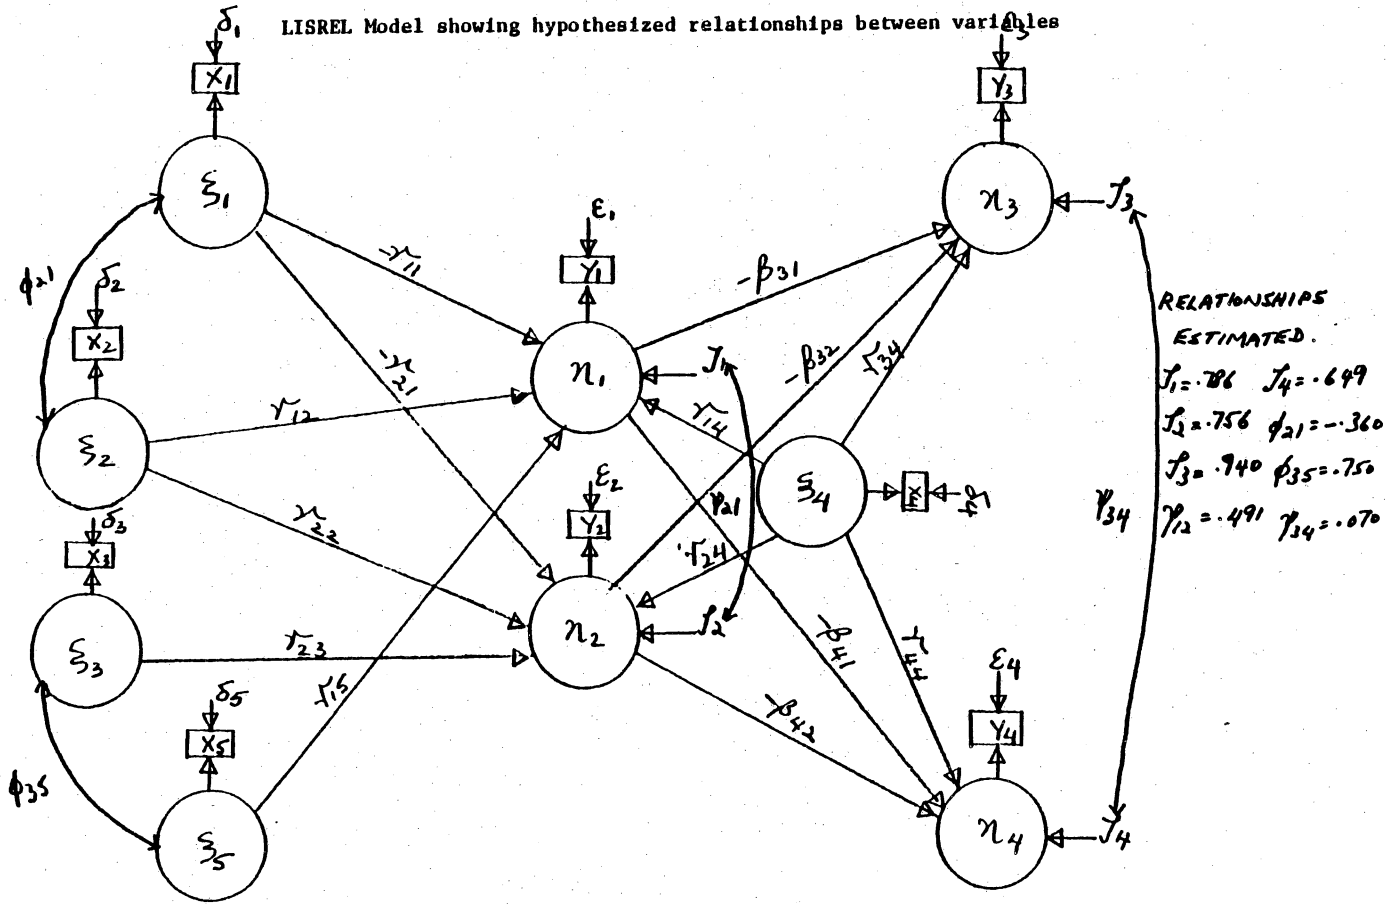 LISREL Model showing hypothesized relationships between variables
δ1
X1
ξ1
ε3
Y3
η3
ζ3
ε1
Y1
-γ11
-β31
ϕ21
δ2
X2
-γ21
η1
ζ1
-β32
γ34
RELATIONSHIPS
ESTIMATED.
ζ1=.786 ζ4=.649
ζ2=.756 ϕ21=-.360
ζ3=.940 ϕ35=.750
ψ12=.491 ψ34=.070
γ12
γ14
ξ2
ε2
Y2
ψ21
ξ4
ψ34
δ3
X3
γ22
γ24
η2
ζ2
ξ3
γ23
γ15
-β41
γ44
-β42
δ5
X5
ε4
Y4
ϕ35
ξ5
η4
ζ4